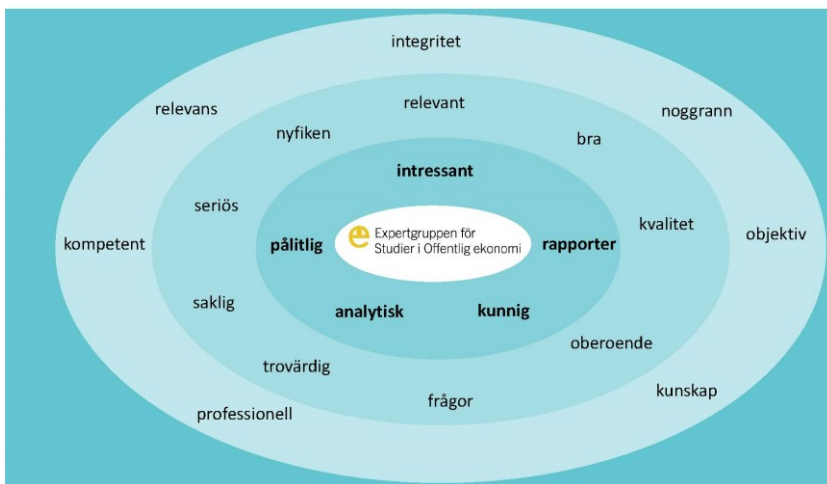 integritet
relevans
relevant
noggrann
nyfiken
bra
intressant
seriös
kvalitet
Expertgruppen för
Studier i Offentlig ekonomi
kompetent
pålitlig
rapporter
objektiv
saklig
analytisk
kunnig
oberoende
trovärdig
frågor
kunskap
professionell